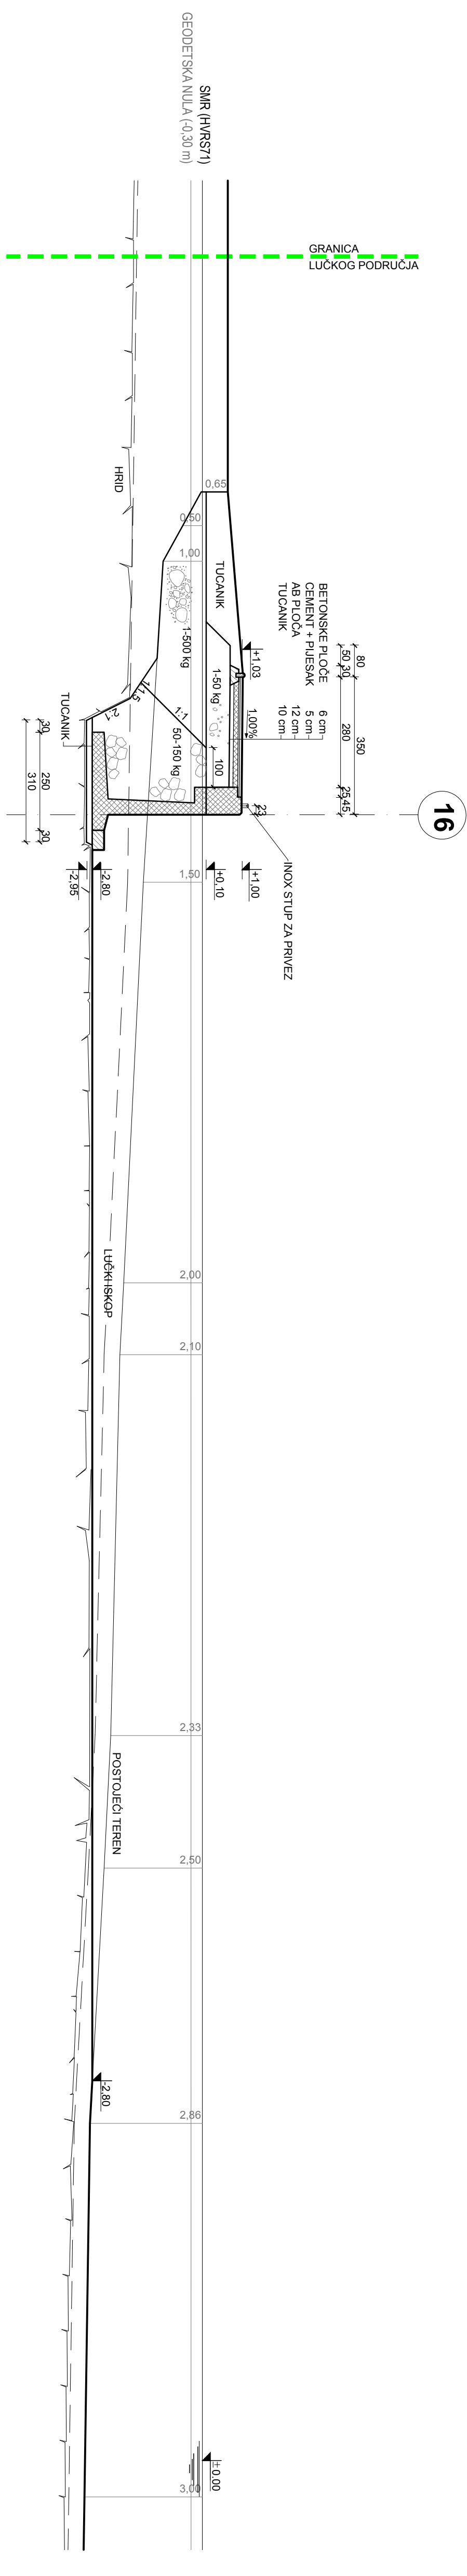 SMR (HVRS71)
GEODETSKA NULA (-0,30 m)
GRANICA
LUČKOG PODRUČJA
HRID
0,65
0,50
1,00
TUCANIK
1-500 kg
BETONSKE PLOČE 6 cm
CEMENT + PIJESAK 5 cm
AB PLOČA 12 cm
TUCANIK 10 cm
80
50
30
350
280
25
45
16
+1,03
1-50 kg
1,00%
100
50-150 kg
1:1
1:1,5
2:1
TUCANIK
30
250
30
310
23
INOX STUP ZA PRIVEZ
+1,00
+0,10
-2,80
-2,95
1,50
LUČKI ISKOP
2,00
2,10
2,33
POSTOJEĆI TEREN
2,50
-2,80
2,86
±0.00
3,00